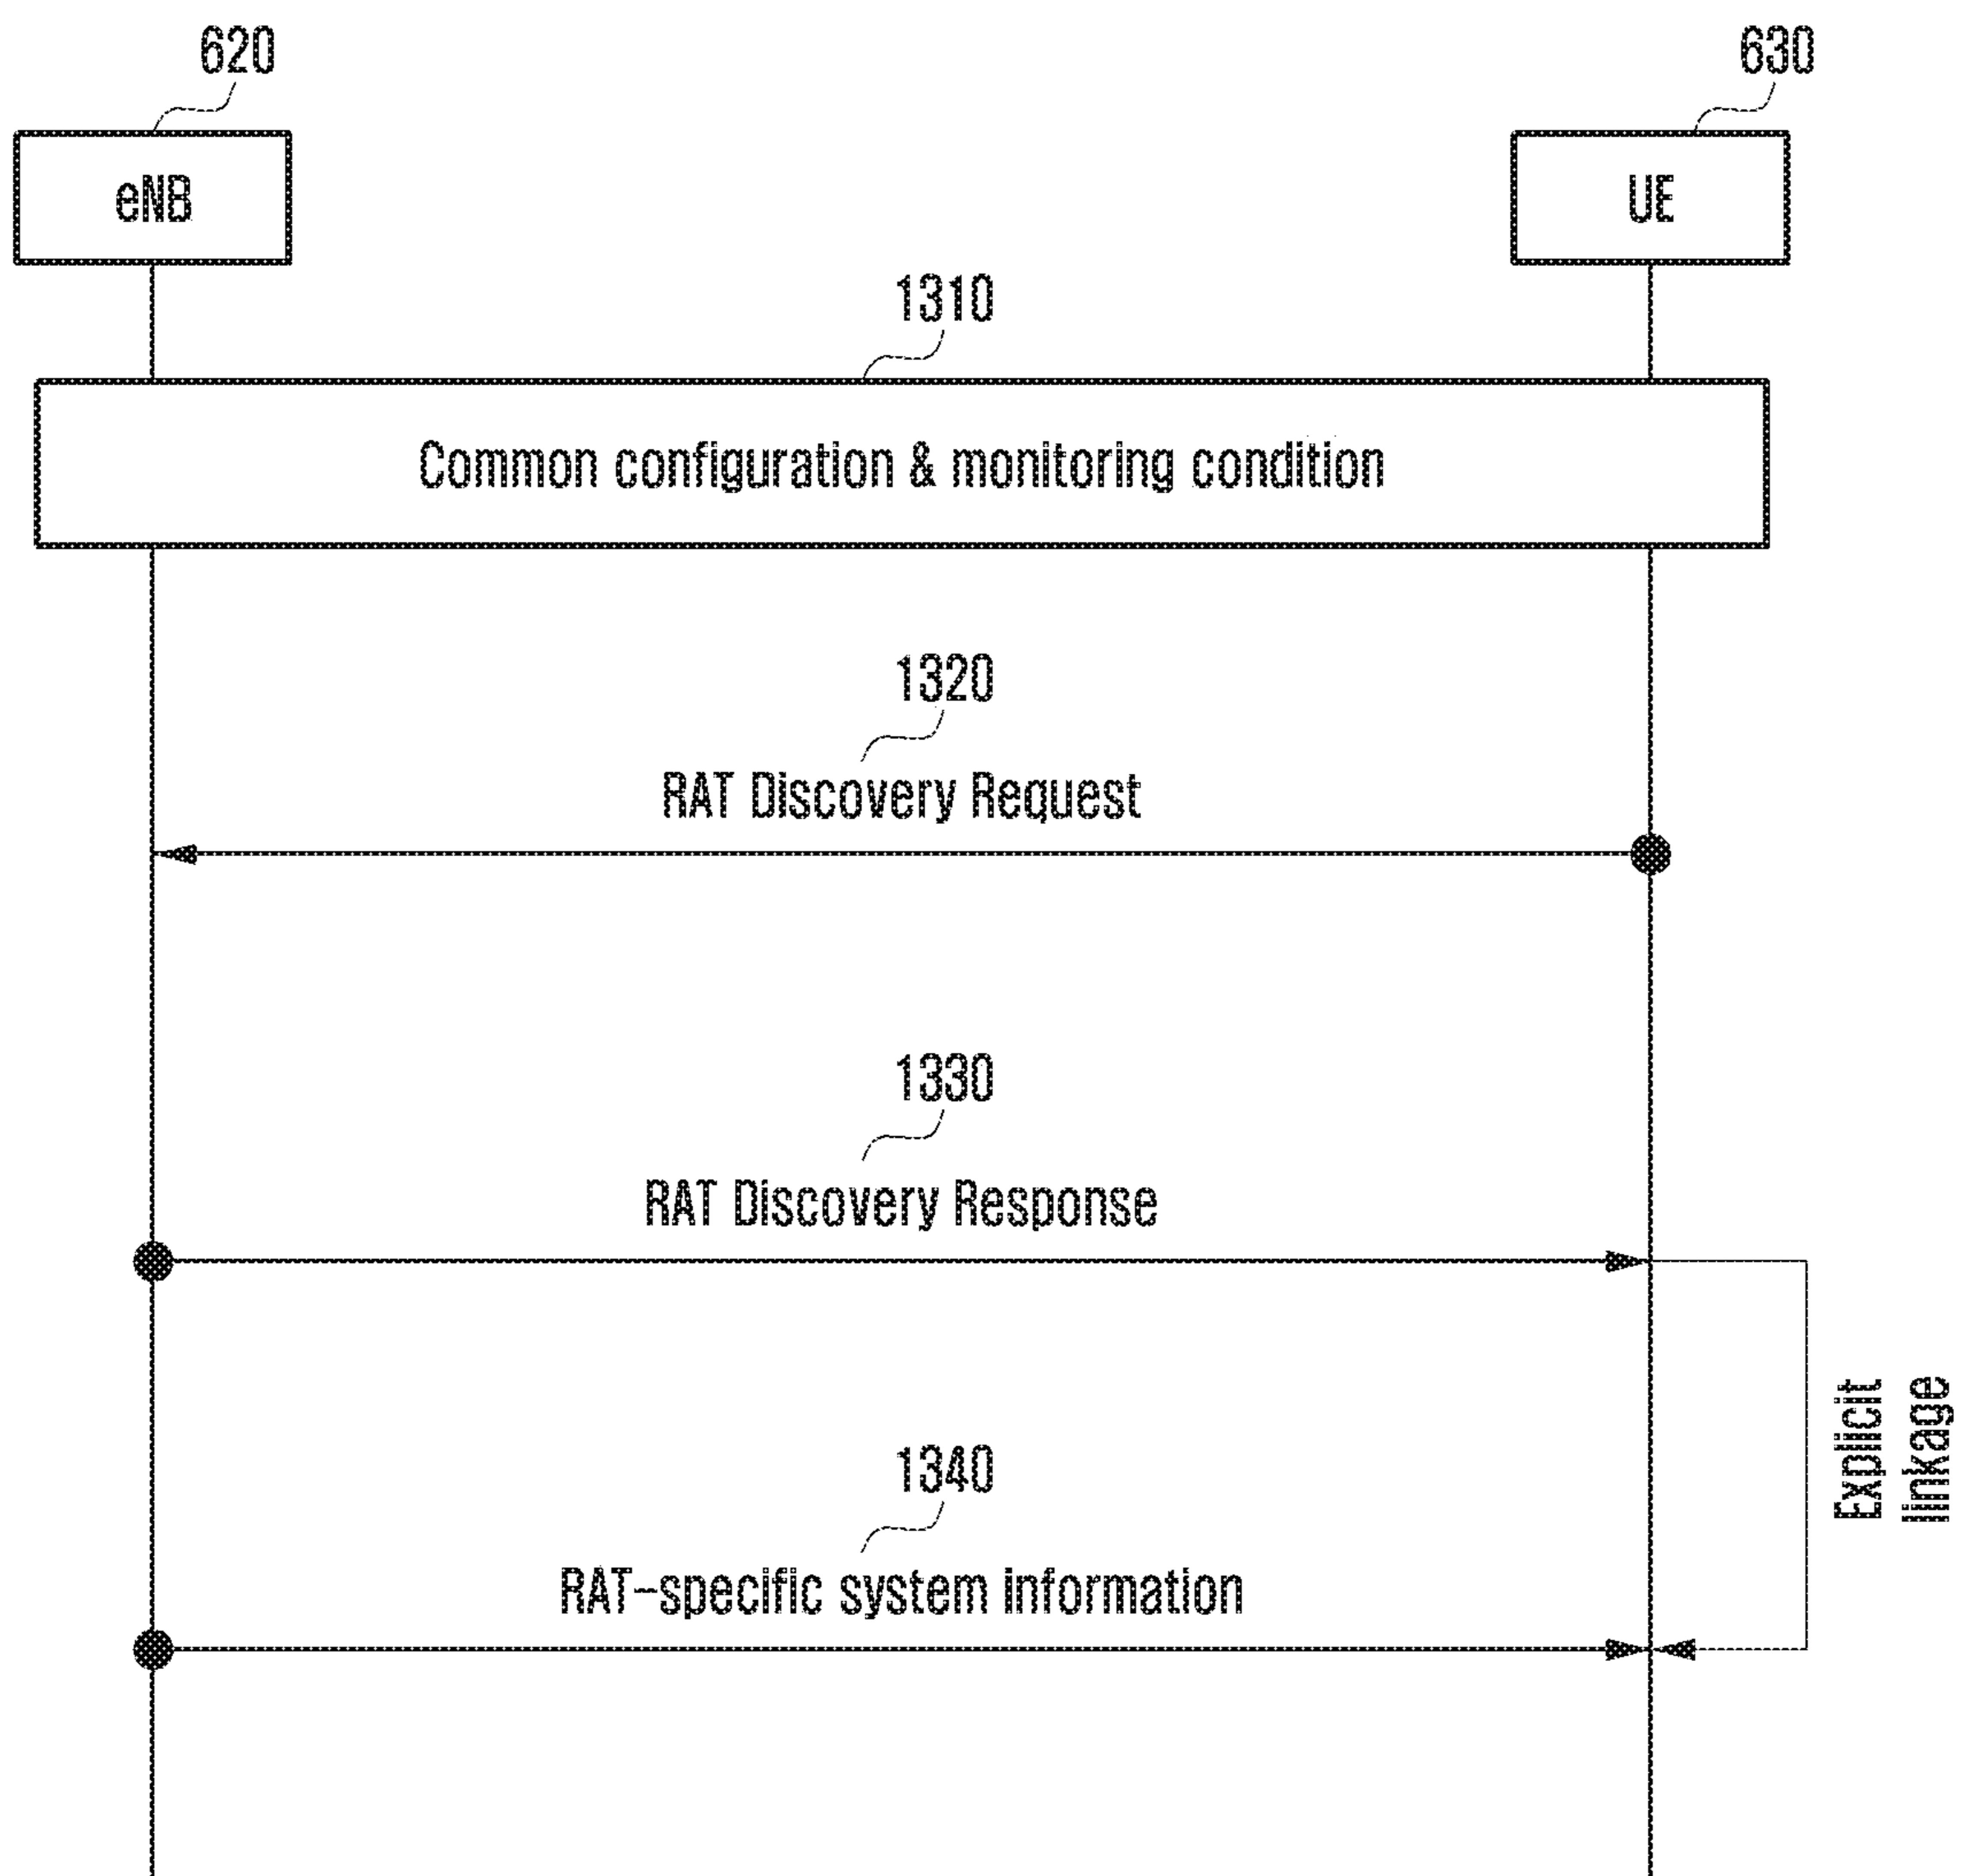 620
630
eNB
UE
1310
Common configuration & monitoring condition
1320
RAT Discovery Request
1330
RAT Discovery Response
Explicit
linkage
1340
RAT-specific system information